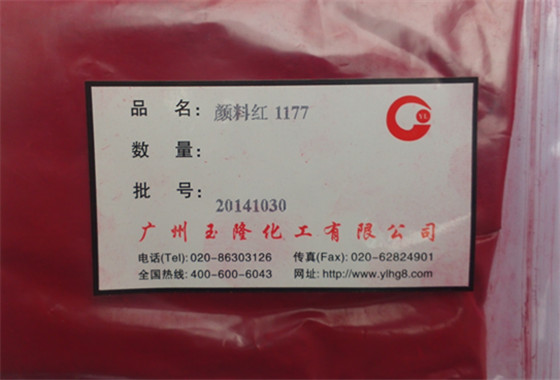 品 名: 颜料红 1177
数 量:
批 号: 20141030
广州玉隆化工有限公司
电话(Tel): 020-86303126 传真(Fax): 020-62824901
全国热线: 400-600-6043 网址: http://www.ylhg8.com